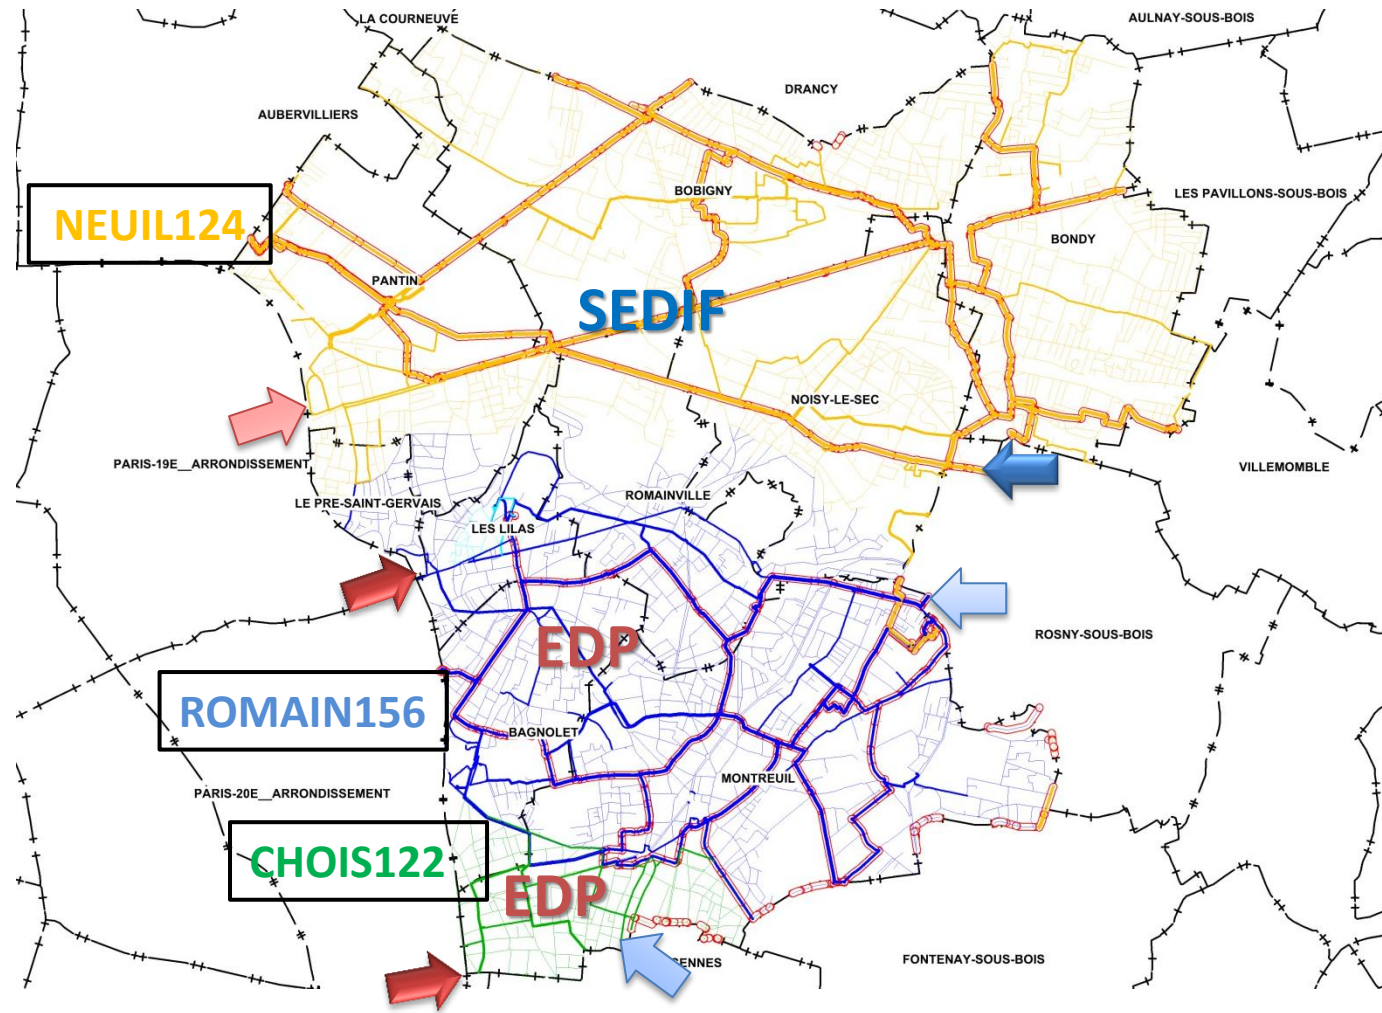 LA COURNEUVE
AULNAY-SOUS-BOIS
DRANCY
AUBERVILLIERS
BOBIGNY
LES PAVILLONS-SOUS-BOIS
NEUIL124
BONDY
PANTIN
SEDIF
NOISY-LE-SEC
PARIS-19E__ARRONDISSEMENT
VILLEMOMBLE
LE PRE-SAINT-GERVAIS
ROMAINVILLE
LES LILAS
EDP
ROSNY-SOUS-BOIS
ROMAIN156
BAGNOLET
MONTREUIL
PARIS-20E__ARRONDISSEMENT
CHOIS122
EDP
ENNES
FONTENAY-SOUS-BOIS